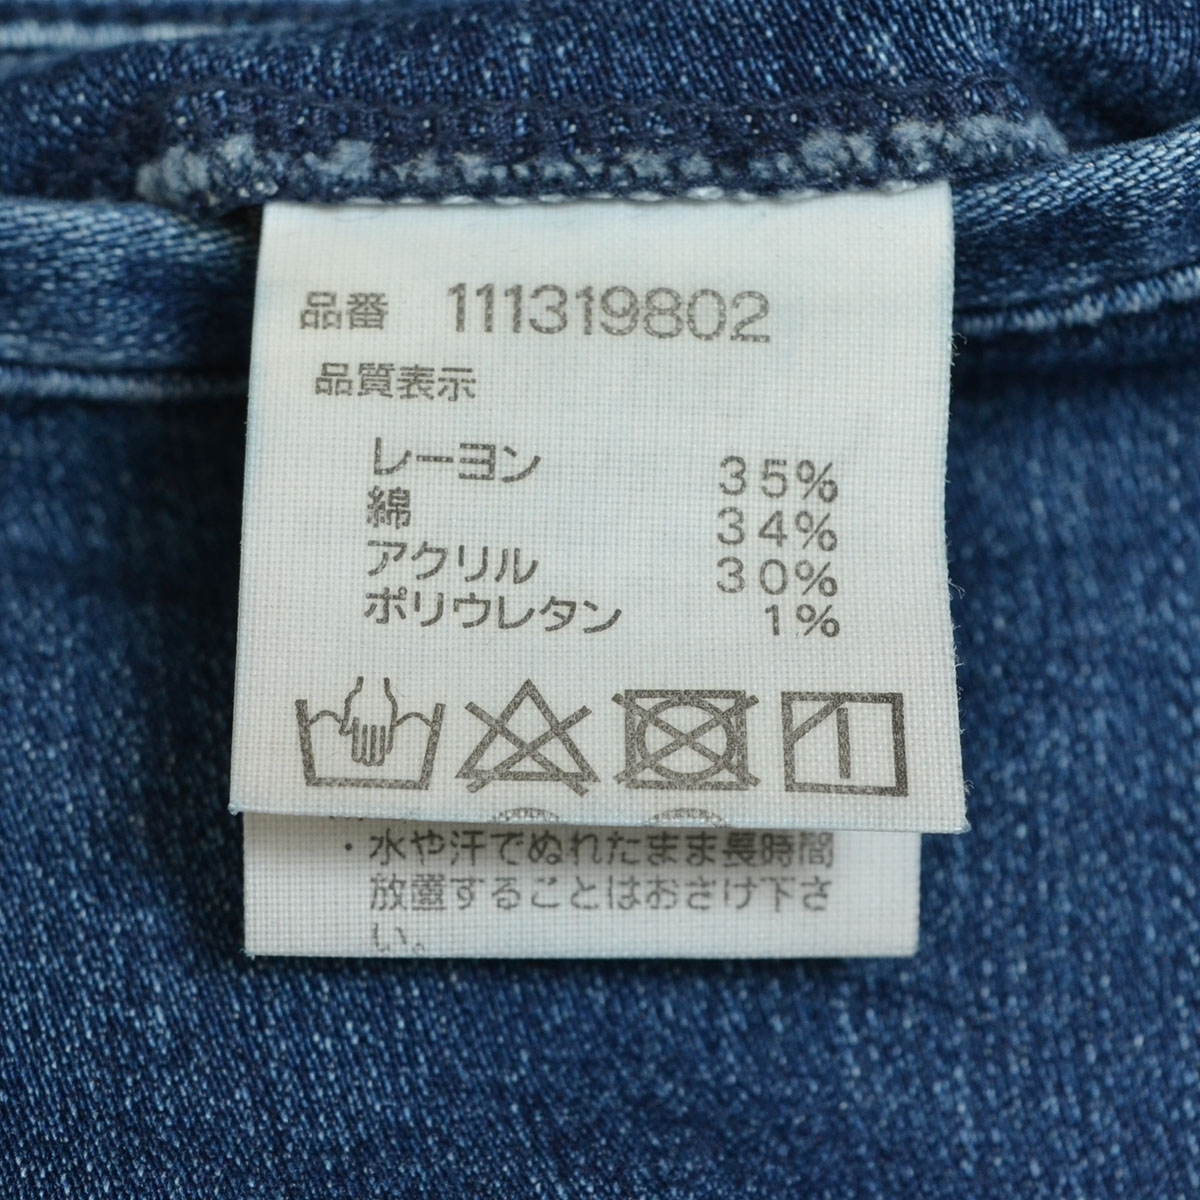 品番 111319802
品質表示
レーヨン 35%
綿 34%
アクリル 30%
ポリウレタン 1%
・水や汗でぬれたまま長時間
放置することはおさけ下さ
い。